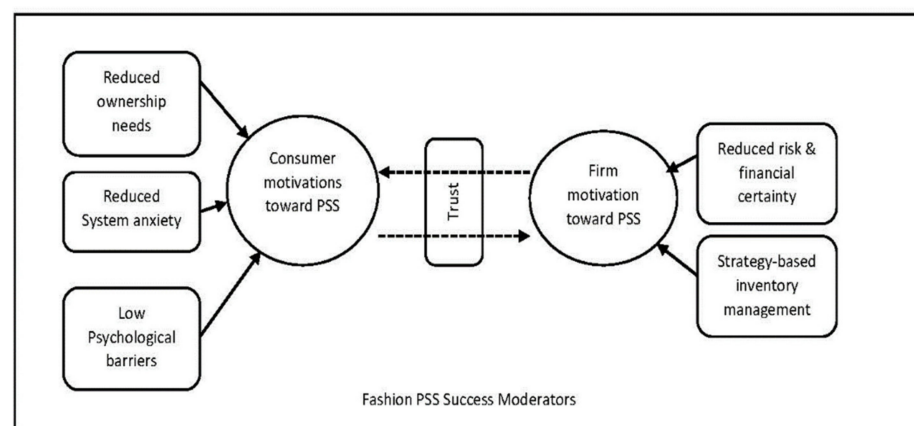 Reduced
ownership
needs
Reduced
System anxiety
Low
Psychological
barriers
Consumer
motivations
toward PSS
Trust
Firm
motivation
toward PSS
Reduced risk &
financial
certainty
Strategy-based
inventory
management
Fashion PSS Success Moderators